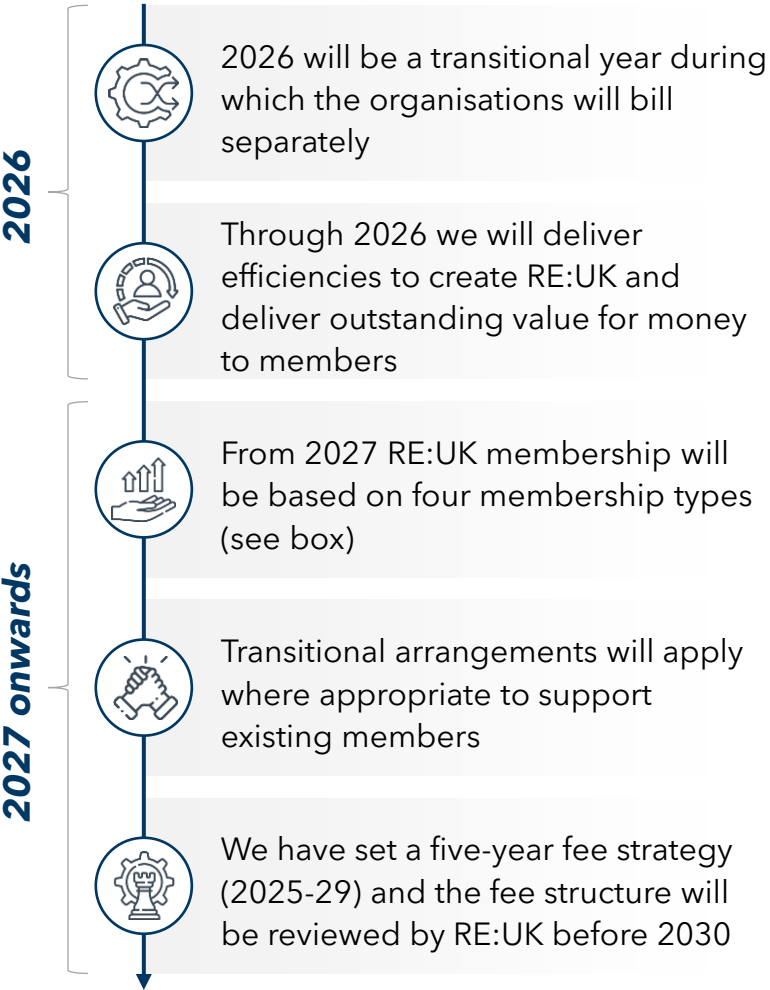 2026
2026 will be a transitional year during
which the organisations will bill
separately
Through 2026 we will deliver
efficiencies to create RE:UK and
deliver outstanding value for money
to members
2027 onwards
From 2027 RE:UK membership will
be based on four membership types
(see box)
Transitional arrangements will apply
where appropriate to support
existing members
We have set a five-year fee strategy
(2025-29) and the fee structure will
be reviewed by RE:UK before 2030